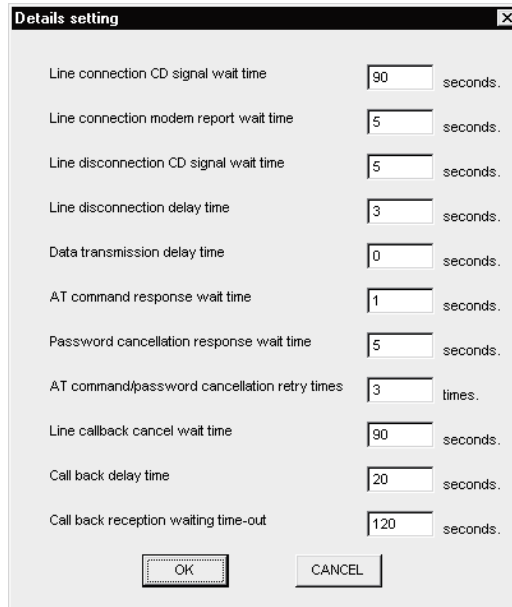 Details setting
Line connection CD signal wait time 90 seconds.
Line connection modem report wait time 5 seconds.
Line disconnection CD signal wait time 5 seconds.
Line disconnection delay time 3 seconds.
Data transmission delay time 0 seconds.
AT command response wait time 1 seconds.
Password cancellation response wait time 5 seconds.
AT command/password cancellation retry times 3 times.
Line callback cancel wait time 90 seconds.
Call back delay time 20 seconds.
Call back reception waiting time-out 120 seconds.
OK CANCEL